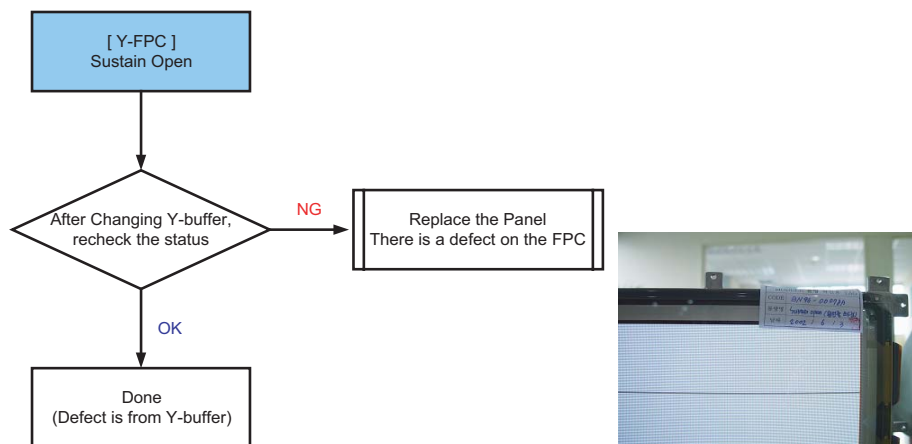 [ Y-FPC ]
Sustain Open
After Changing Y-buffer,
recheck the status
NG
Replace the Panel
There is a defect on the FPC
OK
Done
(Defect is from Y-buffer)